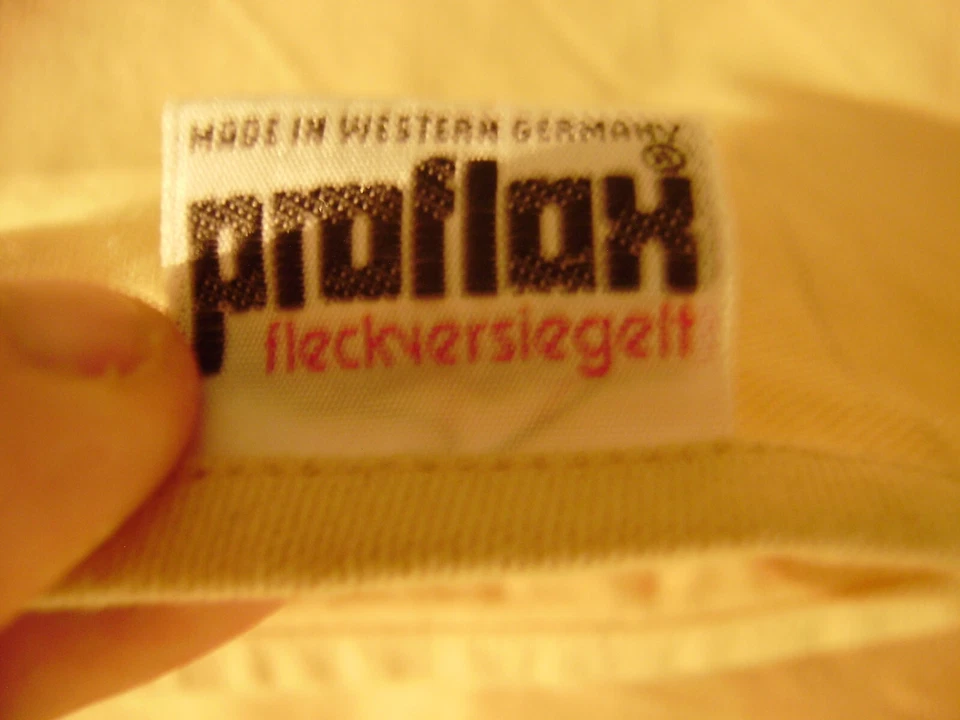 MADE IN WESTERN GERMANY
proflax®
fleckversiegelt